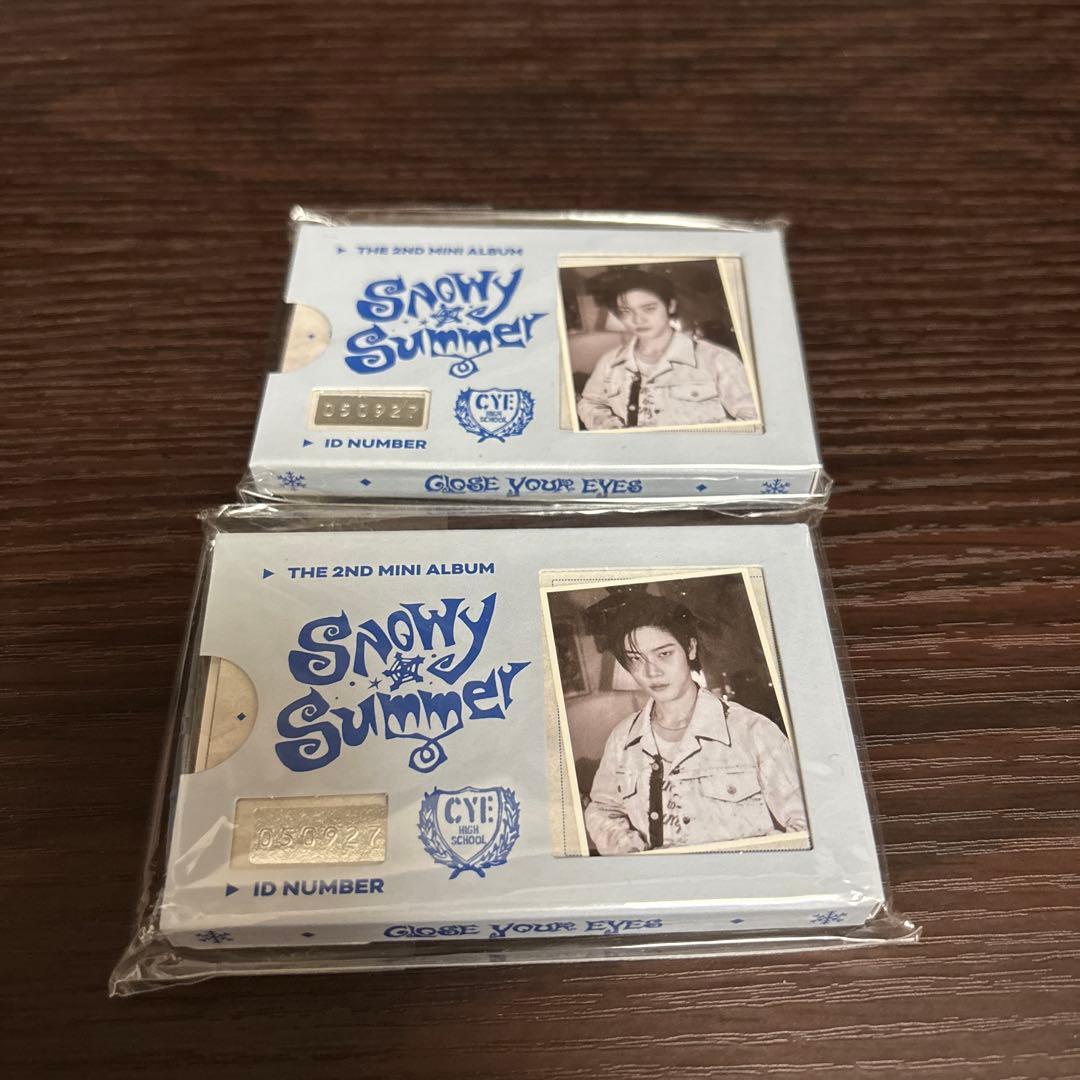 THE 2ND MINI ALBUM
SNOWY
SUMMER
050927
CYE
HIGH
SCHOOL
ID NUMBER
CLOSE YOUR EYES
THE 2ND MINI ALBUM
SNOWY
SUMMER
050927
CYE
HIGH
SCHOOL
ID NUMBER
CLOSE YOUR EYES